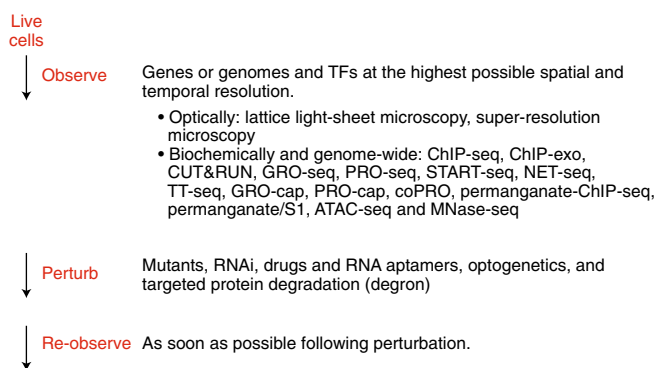 Live
cells
Observe
Genes or genomes and TFs at the highest possible spatial and
temporal resolution.
• Optically: lattice light-sheet microscopy, super-resolution
microscopy
• Biochemically and genome-wide: ChIP-seq, ChIP-exo,
CUT&RUN, GRO-seq, PRO-seq, START-seq, NET-seq,
TT-seq, GRO-cap, PRO-cap, coPRO, permanganate-ChIP-seq,
permanganate/S1, ATAC-seq and MNase-seq
Perturb
Mutants, RNAi, drugs and RNA aptamers, optogenetics, and
targeted protein degradation (degron)
Re-observe As soon as possible following perturbation.